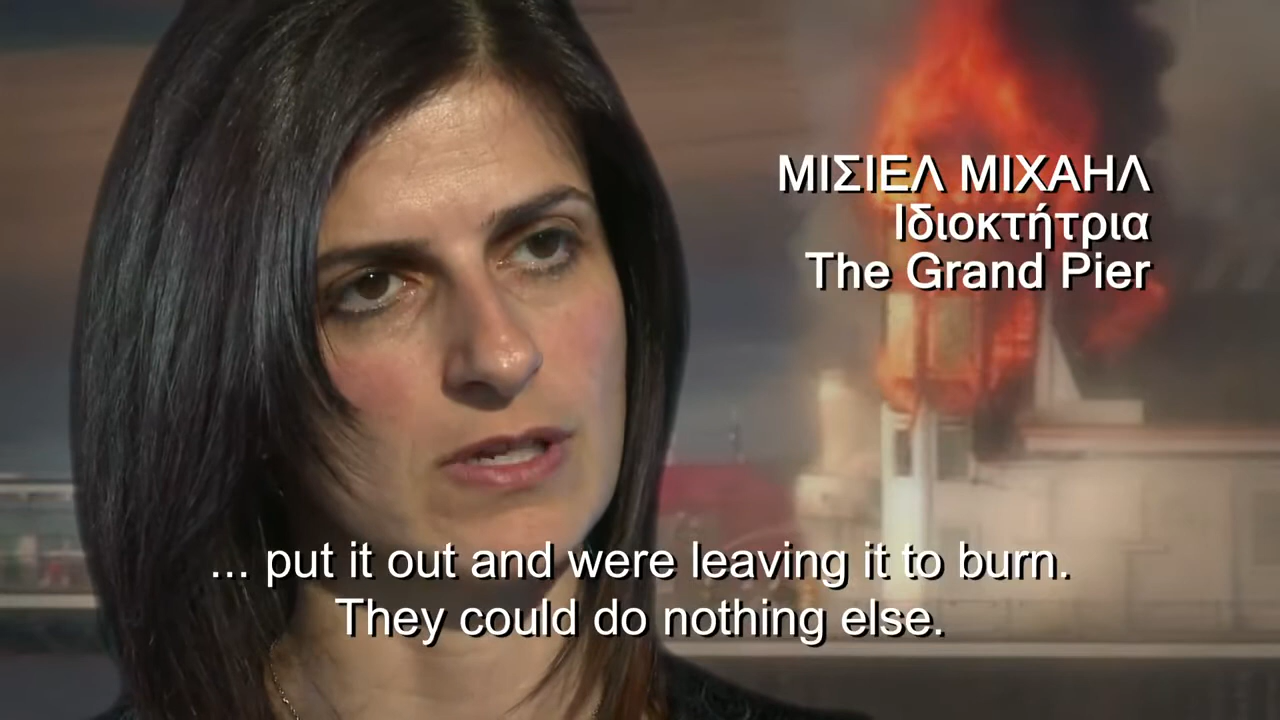 ΜΙΣΙΕΛ ΜΙΧΑΗΛ
Ιδιοκτήτρια
The Grand Pier
... put it out and were leaving it to burn.
They could do nothing else.